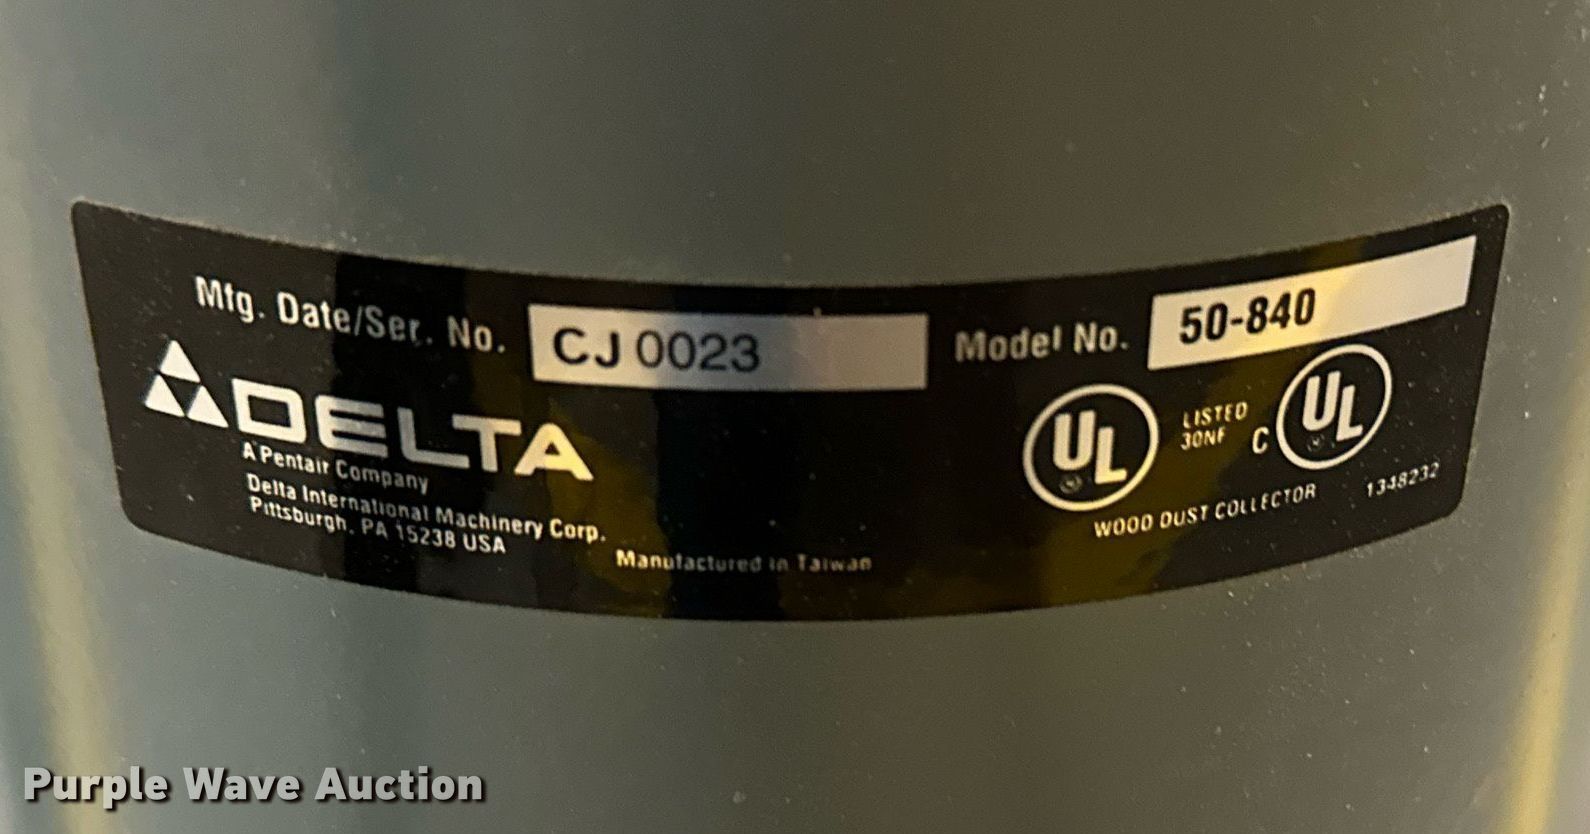 Mfg. Date/Ser. No. CJ 0023 Model No. 50-840
DELTA
A Pentair Company
Delta International Machinery Corp.
Pittsburgh, PA 15238 USA
Manufactured in Taiwan
UL LISTED C UL
30NF
WOOD DUST COLLECTOR 1348232
Purple Wave Auction